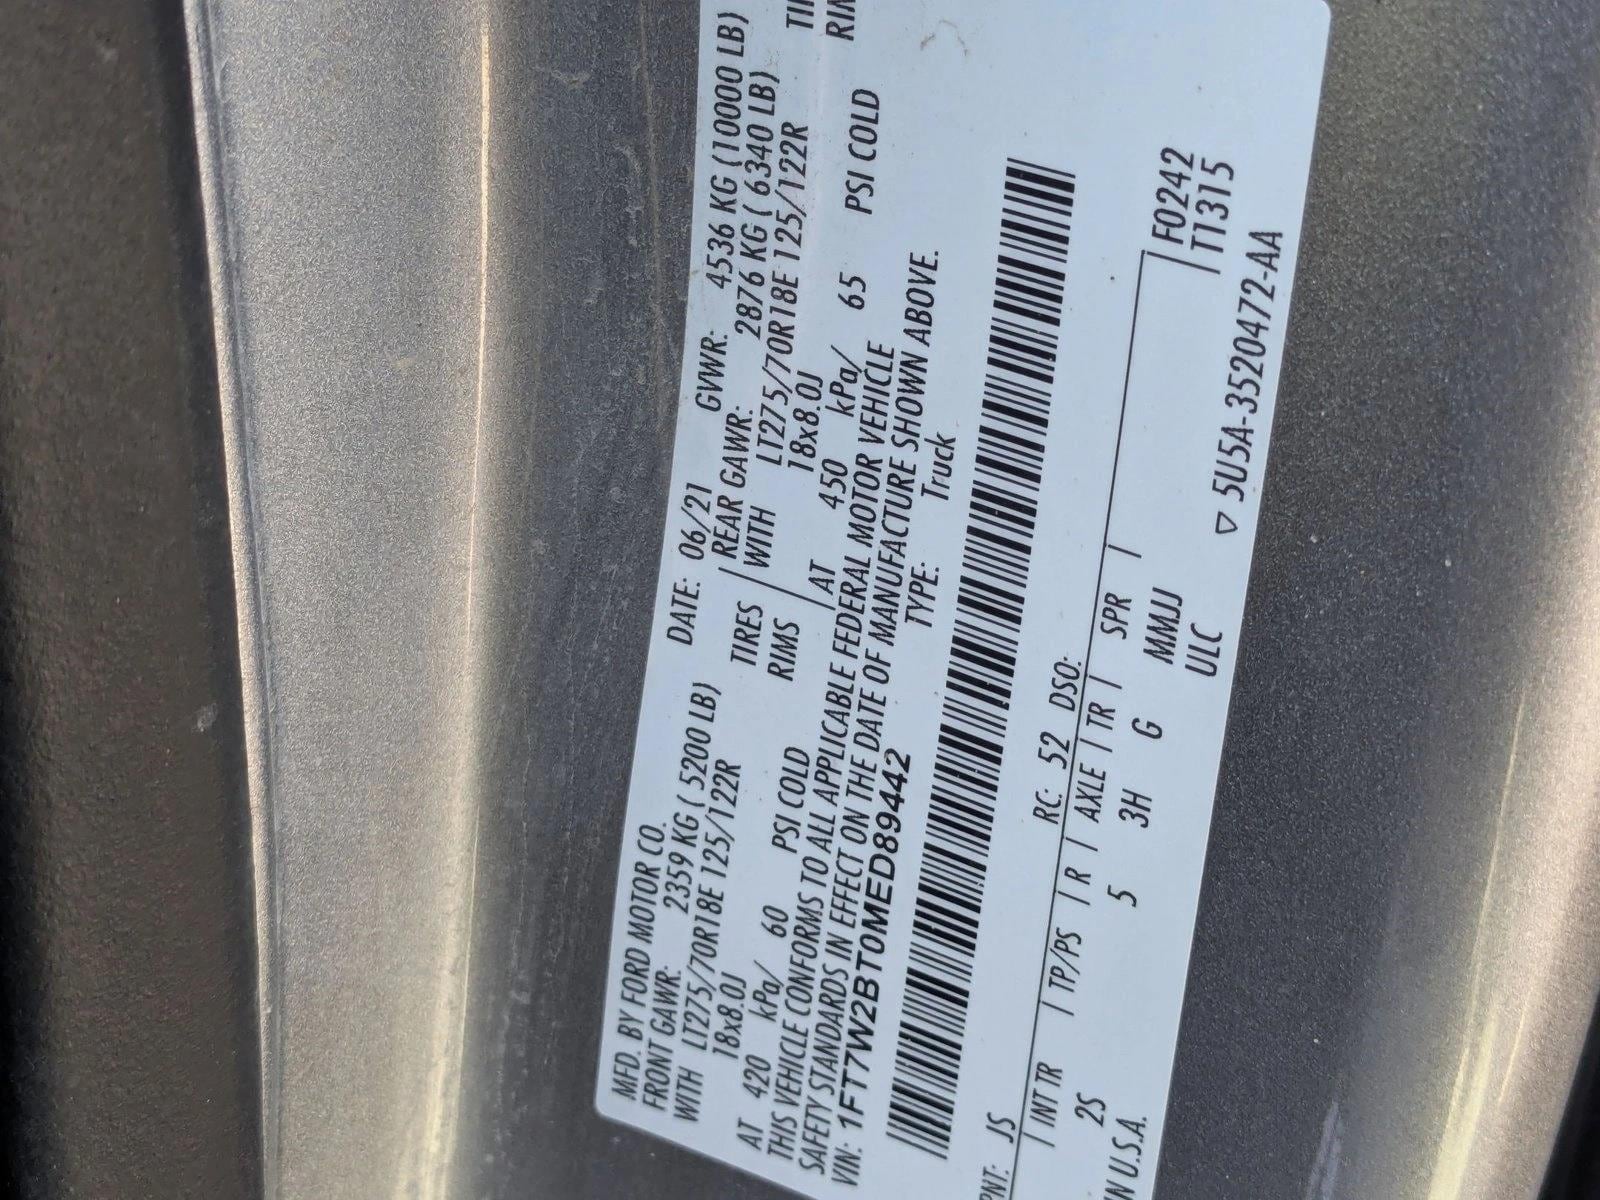 MFD. BY FORD MOTOR CO.
DATE: 06/21 GVWR: 4536 KG (10000 LB)
FRONT GAWR: 2359 KG ( 5200 LB) REAR GAWR: 2876 KG ( 6340 LB)
WITH LT275/70R18E 125/122R TIRES WITH LT275/70R18E 125/122R TI
18x8.0J RIMS 18x8.0J RIM
AT 420 kPa/ 60 PSI COLD AT 450 kPa/ 65 PSI COLD
THIS VEHICLE CONFORMS TO ALL APPLICABLE FEDERAL MOTOR VEHICLE
SAFETY STANDARDS IN EFFECT ON THE DATE OF MANUFACTURE SHOWN ABOVE.
VIN: 1FT7W2BT0MED89442 TYPE: Truck
PNT: JS RC: 52 DSO:
INT TR TP/PS R AXLE TR SPR F0242
2S 5 3H G MMJJ T1315
N U.S.A. ULC
▽ 5U5A-3520472-AA